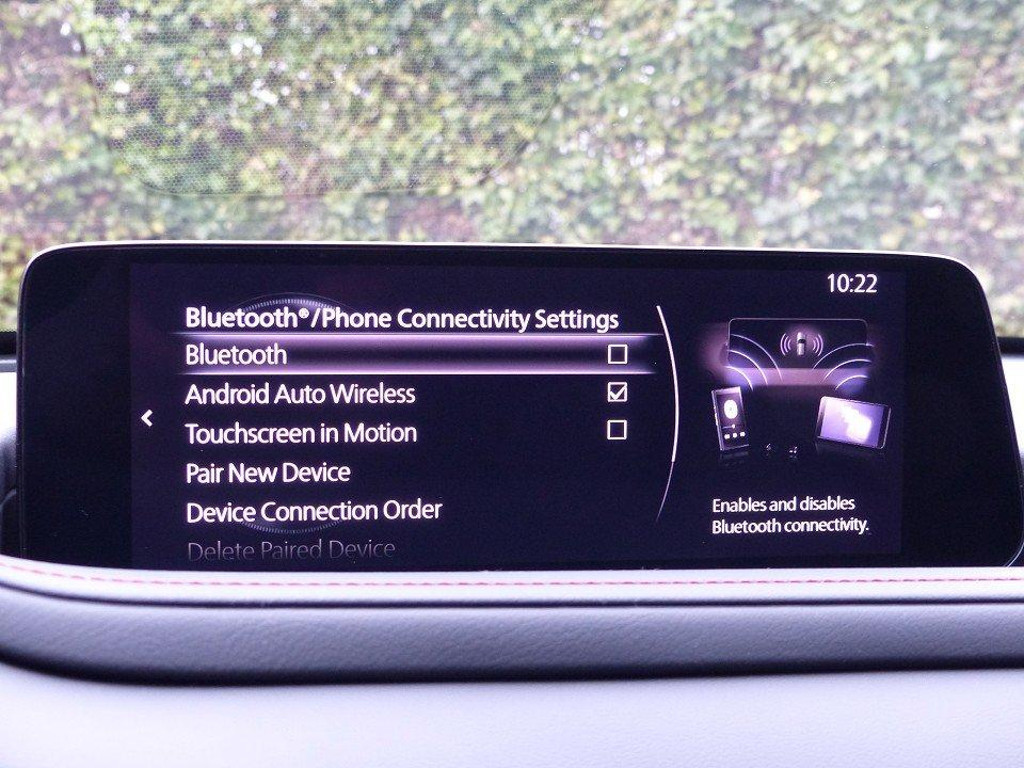 10:22
Bluetooth®/Phone Connectivity Settings
Bluetooth
Android Auto Wireless
Touchscreen in Motion
Pair New Device
Device Connection Order
Delete Paired Device
Enables and disables
Bluetooth connectivity.